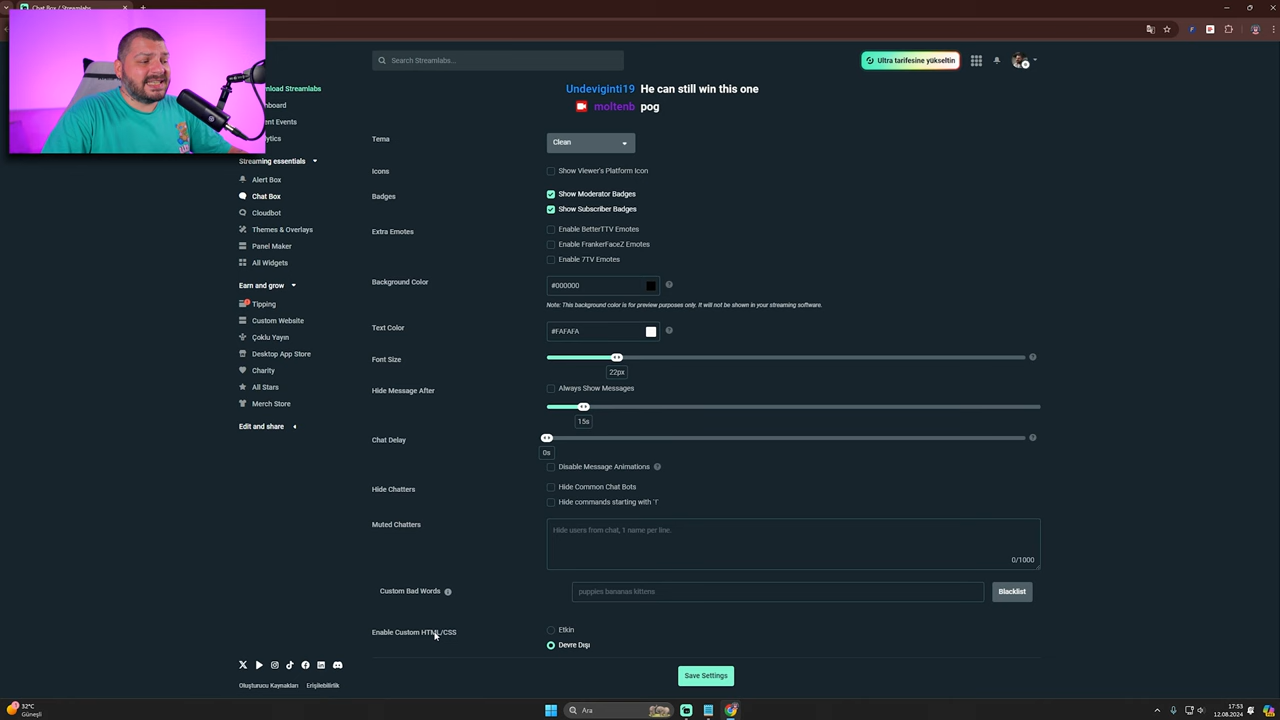 Chat Box / Streamlabs
Search Streamlabs...
Ultra tarifesine yükseltin
nload Streamlabs
board
ent Events
ytics
Streaming essentials
Alert Box
Chat Box
Cloudbot
Themes & Overlays
Panel Maker
All Widgets
Earn and grow
Tipping
Custom Website
Çoklu Yayın
Desktop App Store
Charity
All Stars
Merch Store
Edit and share
Oluşturucu Kaynakları
Erişilebilirlik
Undeviginti19 He can still win this one
moltenb pog
Tema
Clean
Icons
Show Viewer's Platform Icon
Badges
Show Moderator Badges
Show Subscriber Badges
Extra Emotes
Enable BetterTTV Emotes
Enable FrankerFaceZ Emotes
Enable 7TV Emotes
Background Color
#000000
Note: This background color is for preview purposes only. It will not be shown in your streaming software.
Text Color
#FAFAFA
Font Size
22px
Hide Message After
Always Show Messages
15s
Chat Delay
0s
Disable Message Animations
Hide Chatters
Hide Common Chat Bots
Hide commands starting with '!'
Muted Chatters
Hide users from chat, 1 name per line.
0/1000
Custom Bad Words
puppies bananas kittens
Blacklist
Enable Custom HTML/CSS
Etkin
Devre Dışı
Save Settings
32°C
Güneşli
Ara
17:53
12.08.2024